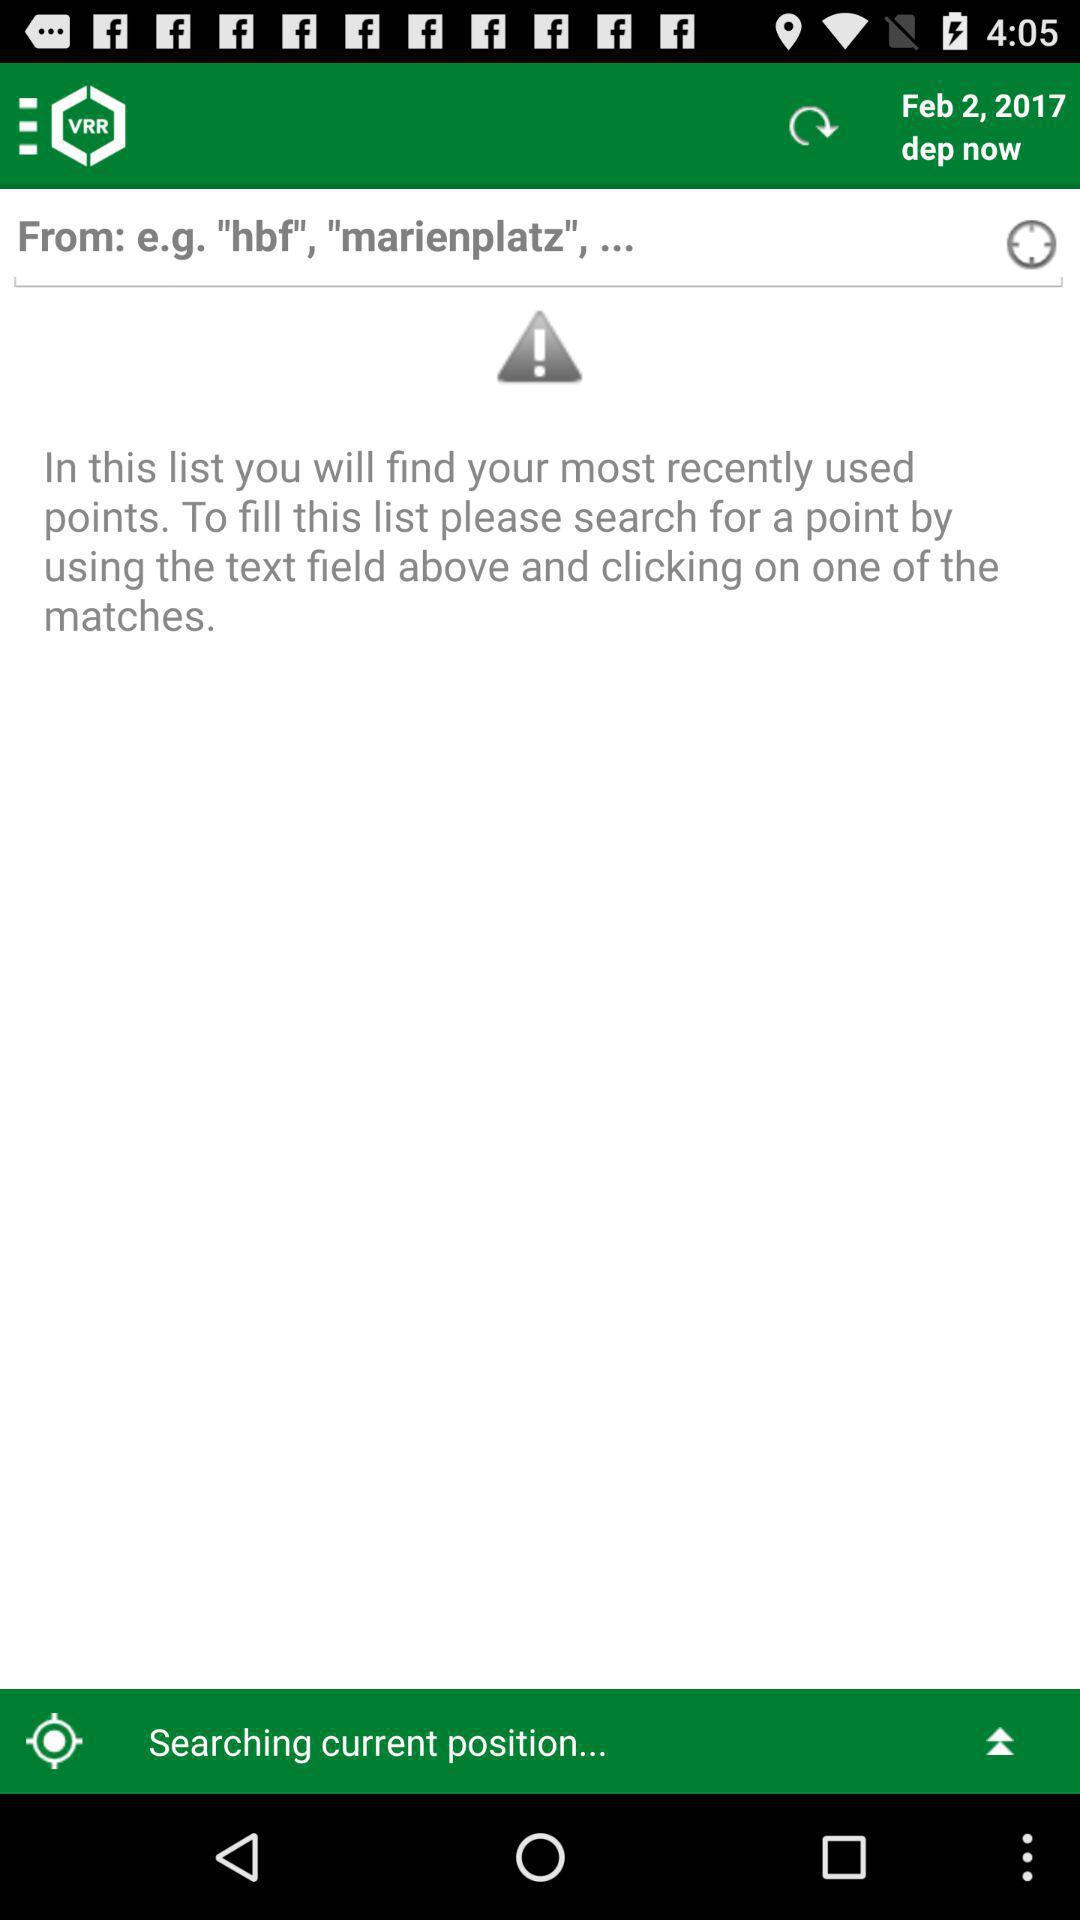 4:05
VRR
Feb 2, 2017
dep now
From: e.g. "hbf", "marienplatz", ...
In this list you will find your most recently used
points. To fill this list please search for a point by
using the text field above and clicking on one of the
matches.
Searching current position...